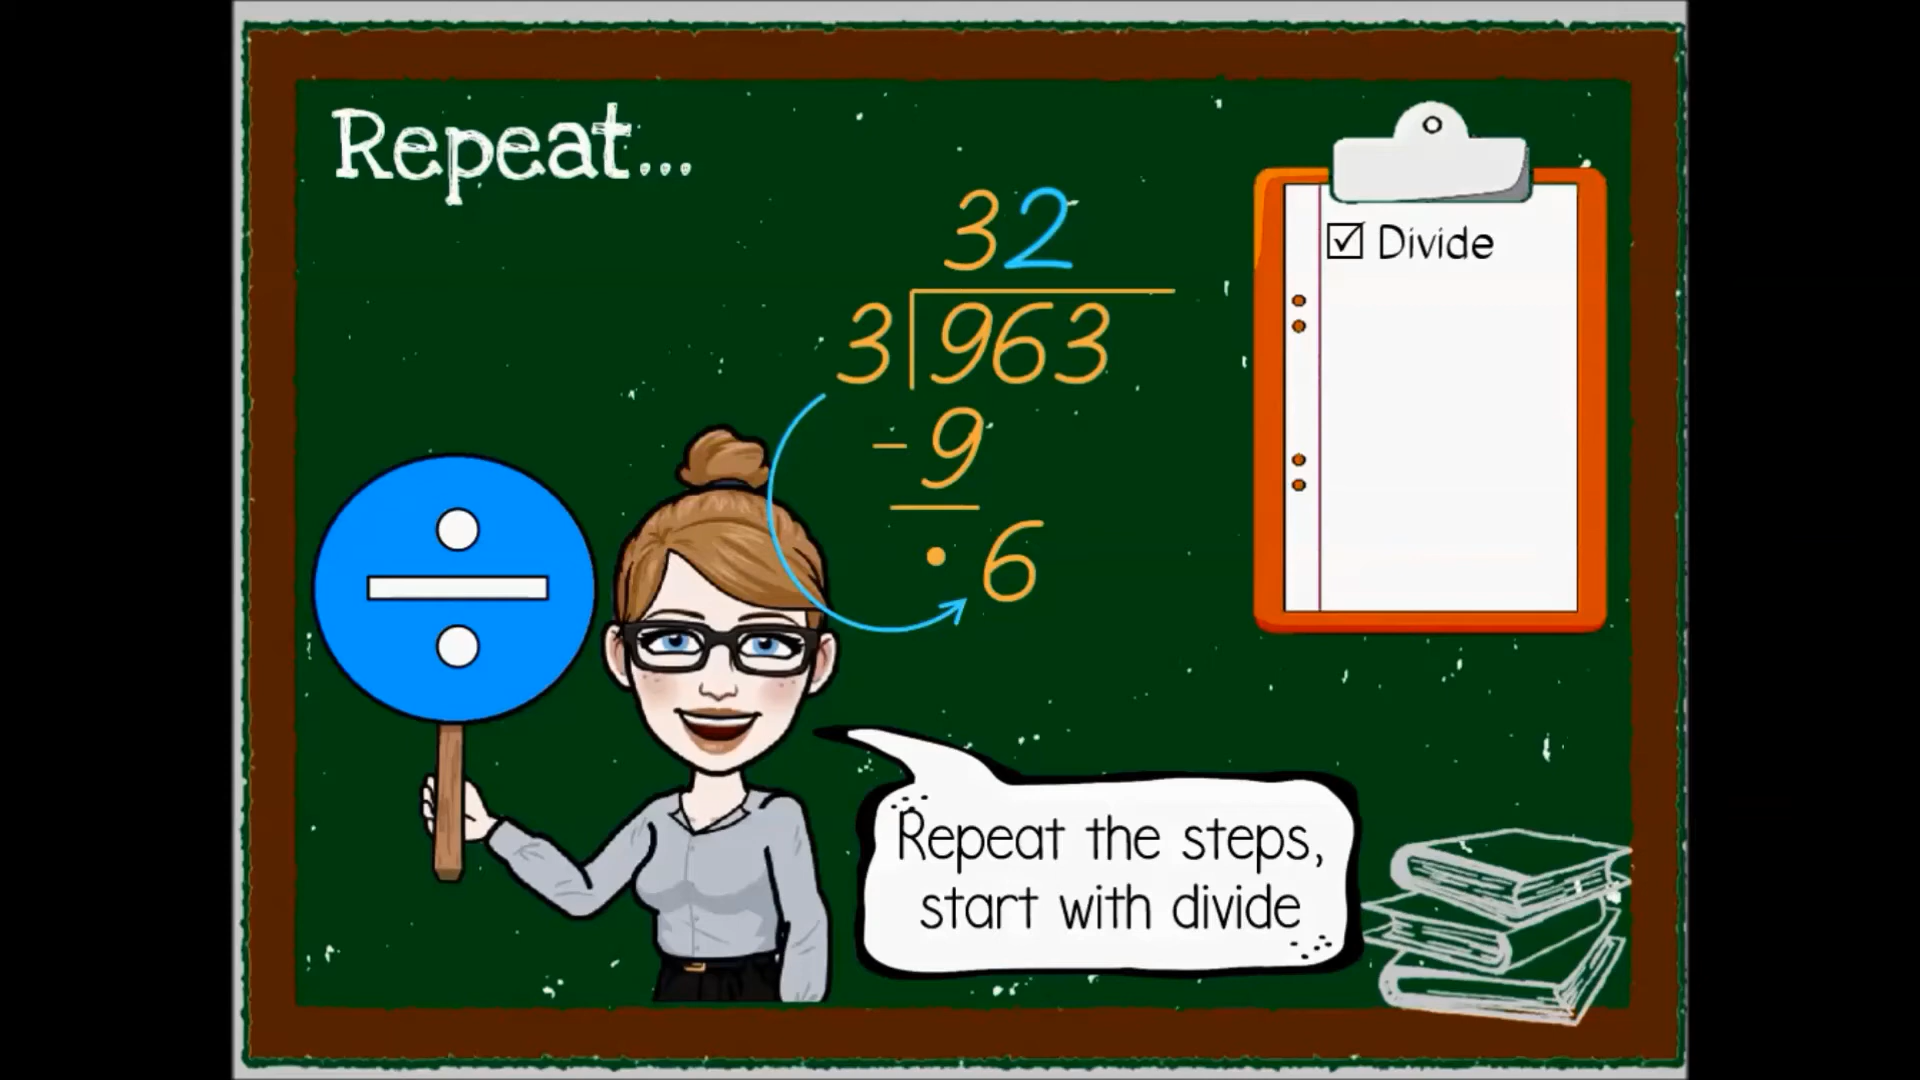 Repeat...
32
3)963
-9
· 6
☑ Divide
÷
Repeat the steps,
start with divide